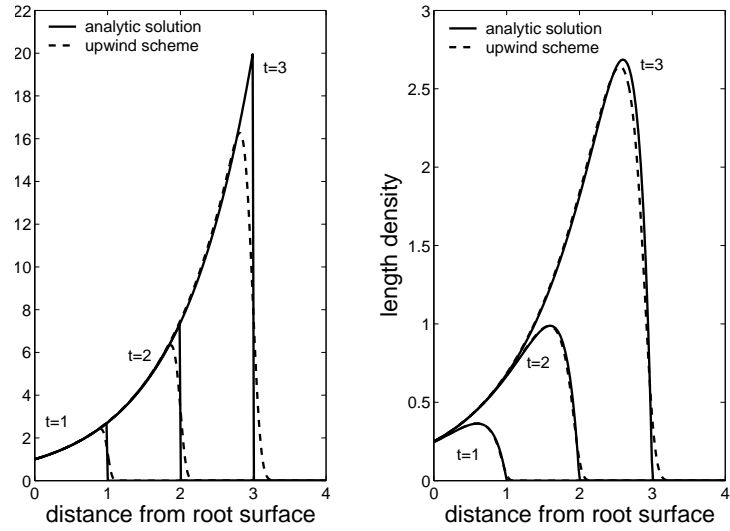 22
20
18
16
14
12
10
8
6
4
2
0
0 1 2 3 4
analytic solution
upwind scheme
t=3
t=2
t=1
distance from root surface
length density
3
2.5
2
1.5
1
0.5
0
0 1 2 3 4
analytic solution
upwind scheme
t=3
t=2
t=1
distance from root surface